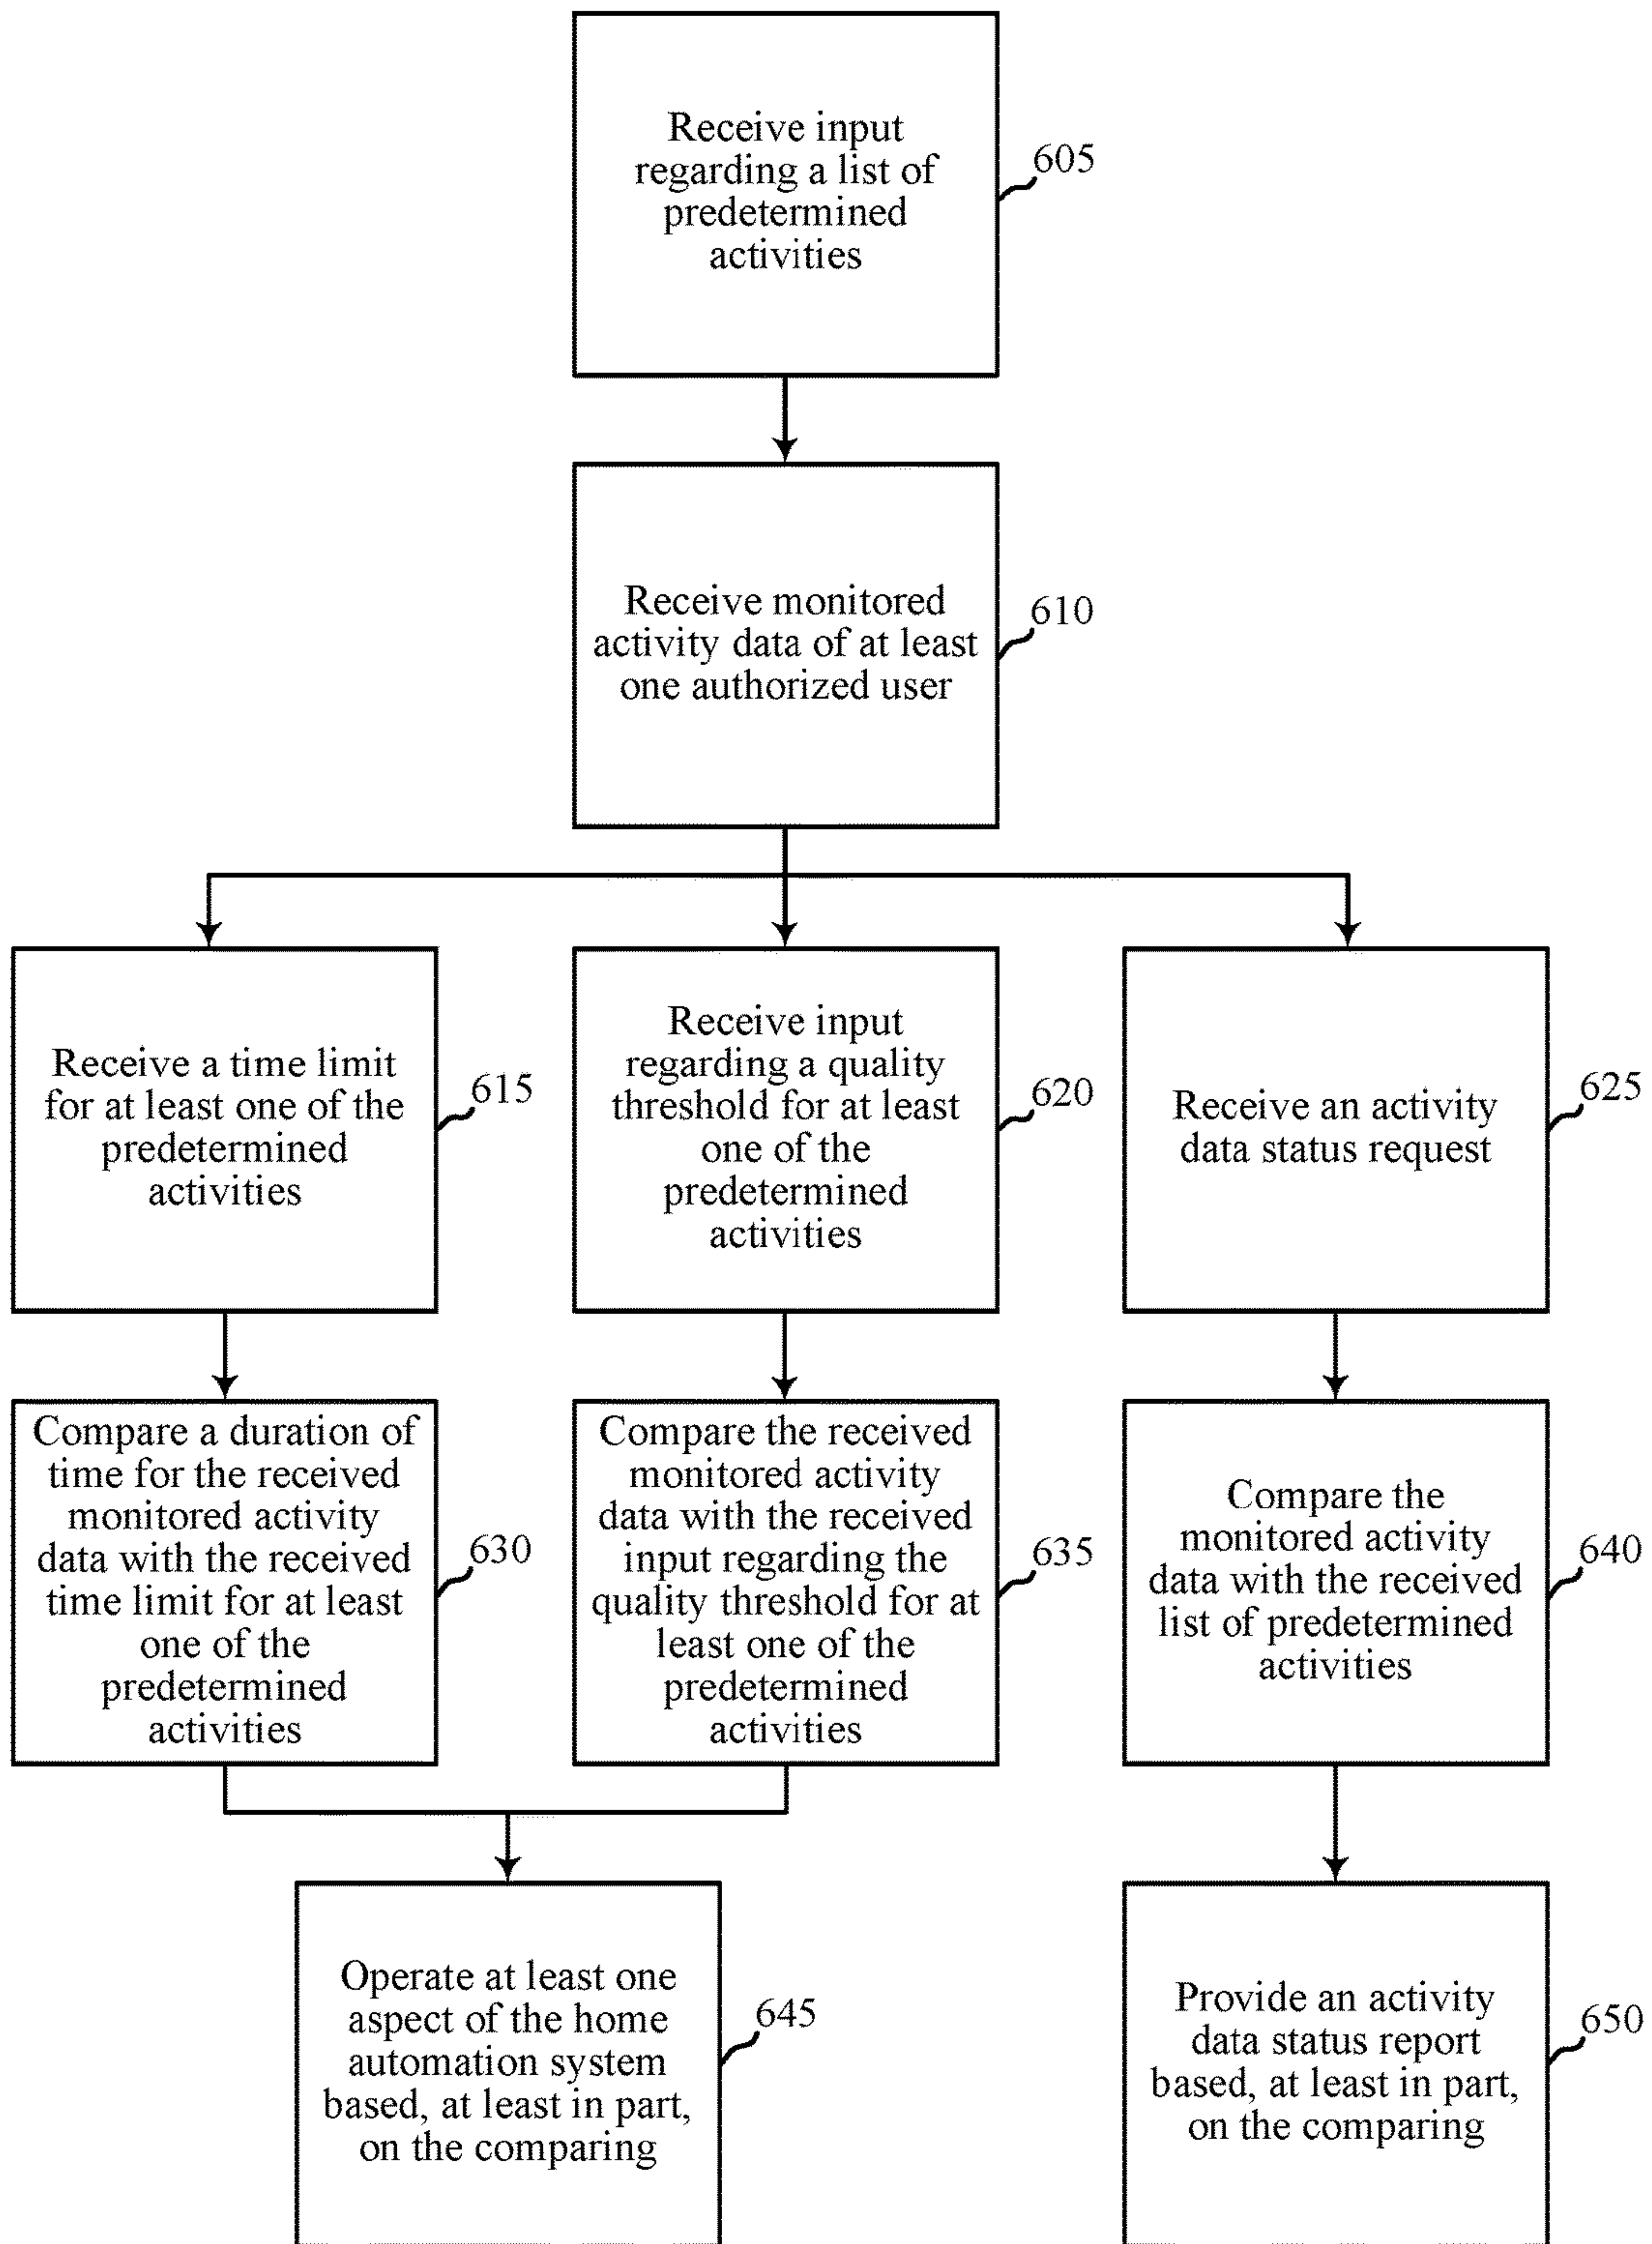 Receive input
regarding a list of
predetermined
activities
605
Receive monitored
activity data of at least
one authorized user
610
Receive a time limit
for at least one of the
predetermined
activities
615
Receive input
regarding a quality
threshold for at least
one of the
predetermined
activities
620
Receive an activity
data status request
625
Compare a duration of
time for the received
monitored activity
data with the received
time limit for at least
one of the
predetermined
activities
630
Compare the received
monitored activity
data with the received
input regarding the
quality threshold for at
least one of the
predetermined
activities
635
Compare the
monitored activity
data with the received
list of predetermined
activities
640
Operate at least one
aspect of the home
automation system
based, at least in part,
on the comparing
645
Provide an activity
data status report
based, at least in part,
on the comparing
650